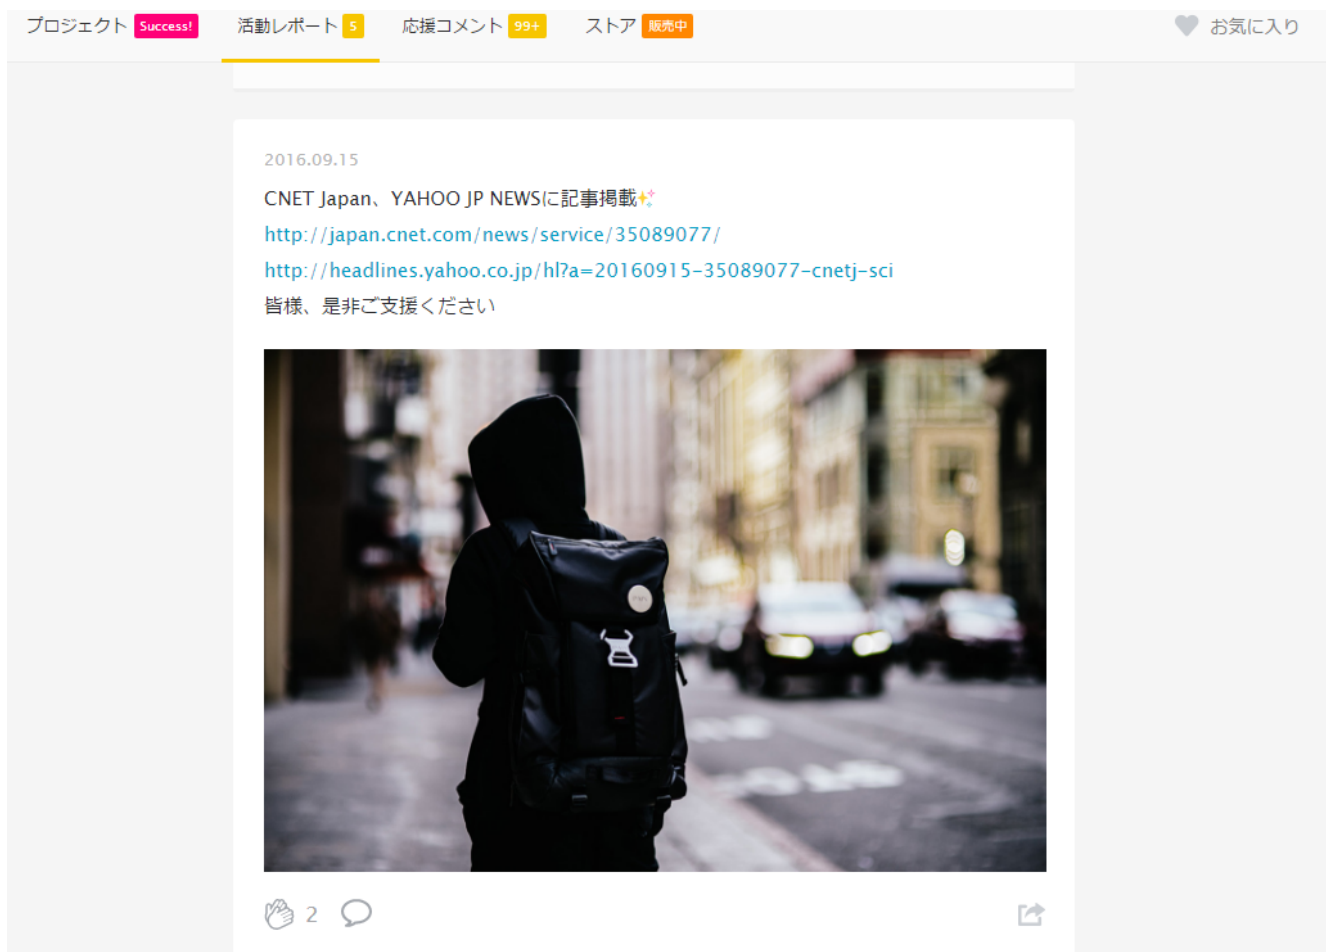 プロジェクト Success! 活動レポート 5 応援コメント 99+ ストア 販売中 お気に入り
2016.09.15
CNET Japan、YAHOO JP NEWSに記事掲載✨
http://japan.cnet.com/news/service/35089077/
http://headlines.yahoo.co.jp/hl?a=20160915-35089077-cnetj-sci
皆様、是非ご支援ください
2